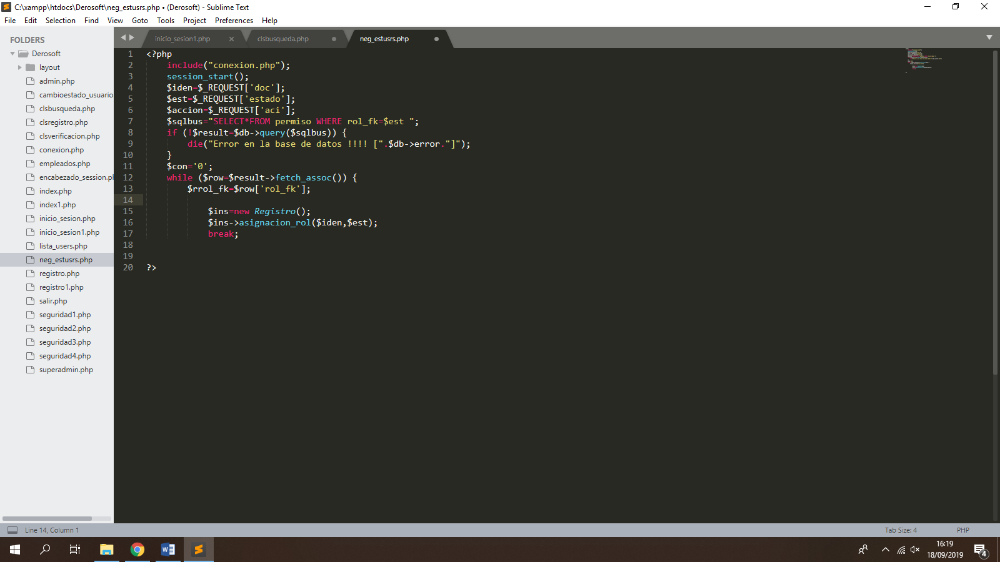 C:\xampp\htdocs\Derosoft\neg_estusrs.php • (Derosoft) - Sublime Text
File Edit Selection Find View Goto Tools Project Preferences Help
FOLDERS
Derosoft
layout
admin.php
cambioestado_usuario
clsbusqueda.php
clsregistro.php
clsverificacion.php
conexion.php
empleados.php
encabezado_session.ph
index.php
index1.php
inicio_sesion.php
inicio_sesion1.php
lista_users.php
neg_estusrs.php
registro.php
registro1.php
salir.php
seguridad1.php
seguridad2.php
seguridad3.php
seguridad4.php
superadmin.php
inicio_sesion1.php × clsbusqueda.php neg_estusrs.php
1 <?php
2 include("conexion.php");
3 session_start();
4 $iden=$_REQUEST['doc'];
5 $est=$_REQUEST['estado'];
6 $accion=$_REQUEST['aci'];
7 $sqlbus="SELECT*FROM permiso WHERE rol_fk=$est ";
8 if (!$result=$db->query($sqlbus)) {
9 die("Error en la base de datos !!!! [".$db->error."]");
10 }
11 $con='0';
12 while ($row=$result->fetch_assoc()) {
13 $rrol_fk=$row['rol_fk'];
14
15 $ins=new Registro();
16 $ins->asignacion_rol($iden,$est);
17 break;
18
19
20 ?>
Line 14, Column 1
Tab Size: 4
PHP
16:19
18/09/2019
4